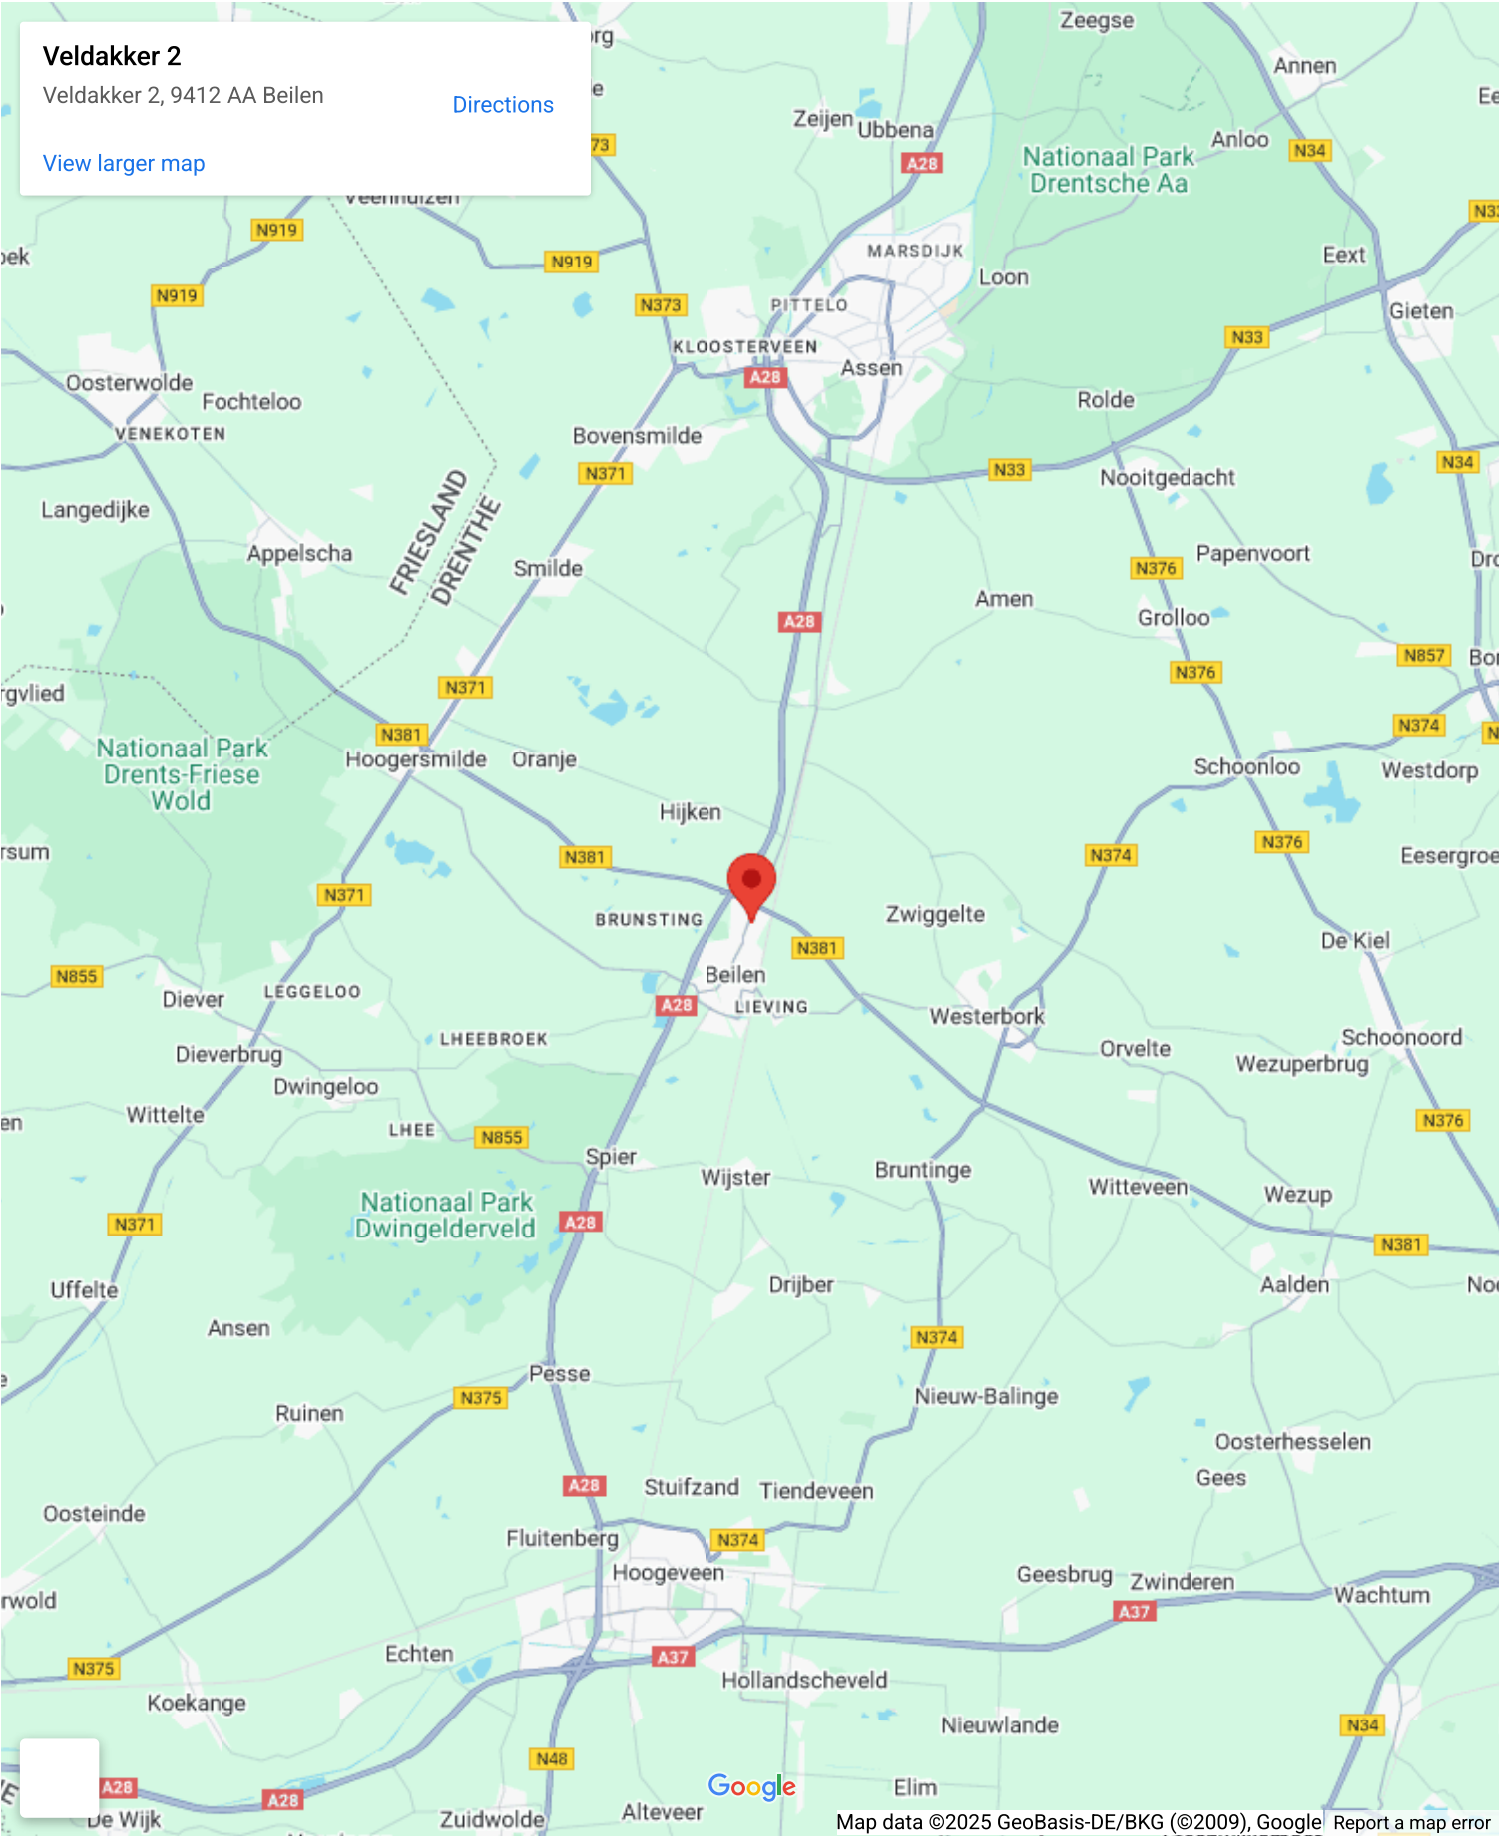 Veldakker 2
Veldakker 2, 9412 AA Beilen
Directions
View larger map
Zeegse
Annen
Zeijen
Ubbena
Anloo
N34
A28
Nationaal Park
Drentsche Aa
N919
MARSDIJK
Eext
N919
Loon
N919
N373
PITTELO
Gieten
N33
KLOOSTERVEEN
Assen
A28
Oosterwolde
Fochteloo
Rolde
VENEKOTEN
Bovensmilde
N371
N33
N34
Nooitgedacht
Langedijke
FRIESLAND
DRENTHE
Appelscha
Smilde
Papenvoort
N376
Amen
Grolloo
A28
N857
N376
N371
N374
N381
Nationaal Park
Drents-Friese
Wold
Hoogersmilde
Oranje
Schoonloo
Westdorp
Hijken
N381
N374
N376
N371
BRUNSTING
Zwiggelte
N381
De Kiel
N855
Beilen
Diever
LEGGELOO
A28
LIEVING
Westerbork
LHEEBROEK
Schoonoord
Dieverbrug
Orvelte
Wezuperbrug
Dwingeloo
Wittelte
LHEE
N855
N376
Spier
Wijster
Bruntinge
Witteveen
Wezup
Nationaal Park
Dwingelderveld
N371
A28
N381
Uffelte
Drijber
Aalden
Ansen
N374
Pesse
N375
Nieuw-Balinge
Ruinen
Oosterhesselen
Gees
A28
Stuifzand
Tiendeveen
Oosteinde
Fluitenberg
N374
Hoogeveen
Geesbrug
Zwinderen
Wachtum
A37
Echten
A37
N375
Hollandscheveld
Koekange
Nieuwlande
N34
N48
A28
A28
Google
Elim
De Wijk
Zuidwolde
Alteveer
Map data ©2025 GeoBasis-DE/BKG (©2009), Google
Report a map error